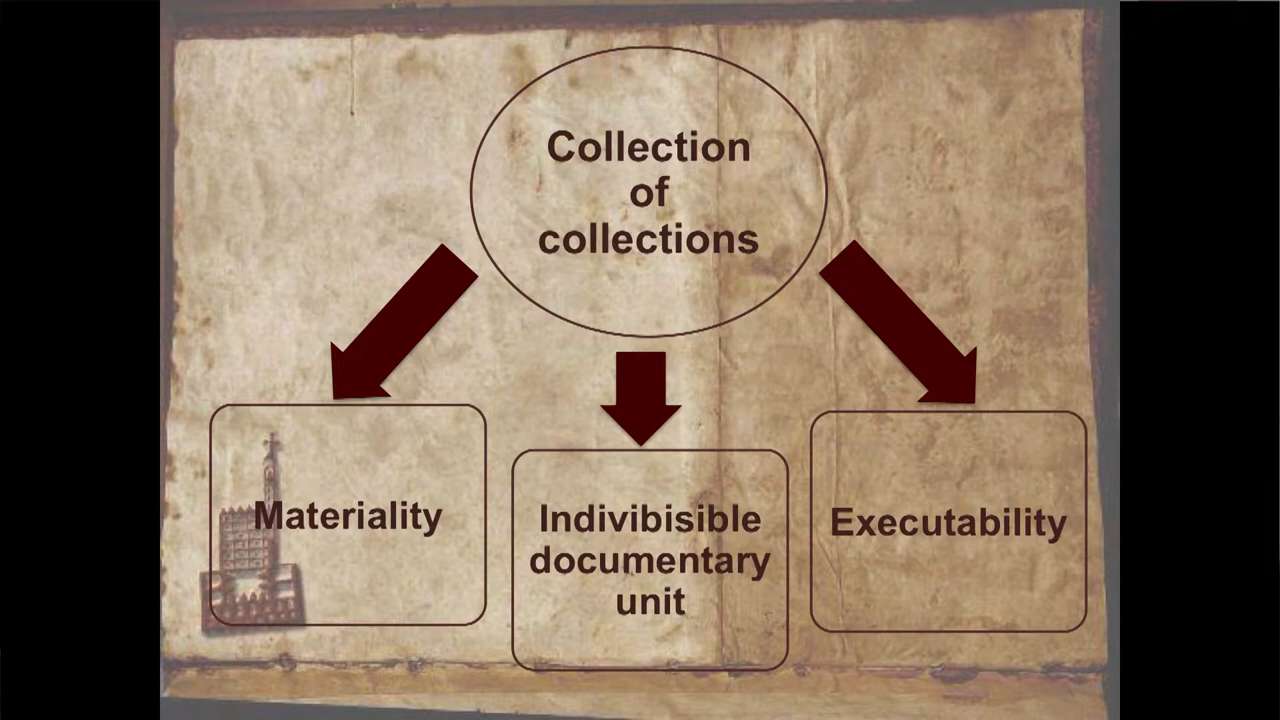 Collection
of
collections
Materiality
Indivibisible
documentary
unit
Executability